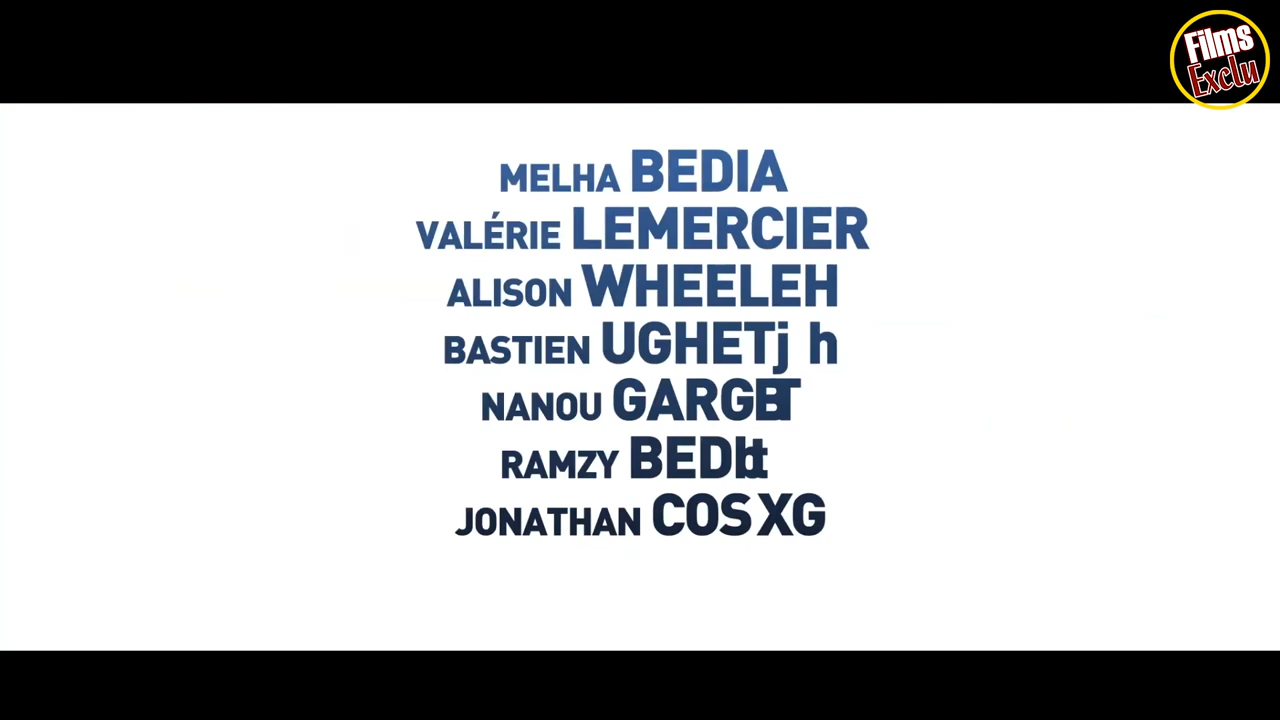 Films
Exclu
MELHA BEDIA
VALÉRIE LEMERCIER
ALISON WHEELEH
BASTIEN UGHETj h
NANOU
RAMZY
JONATHAN COS XG